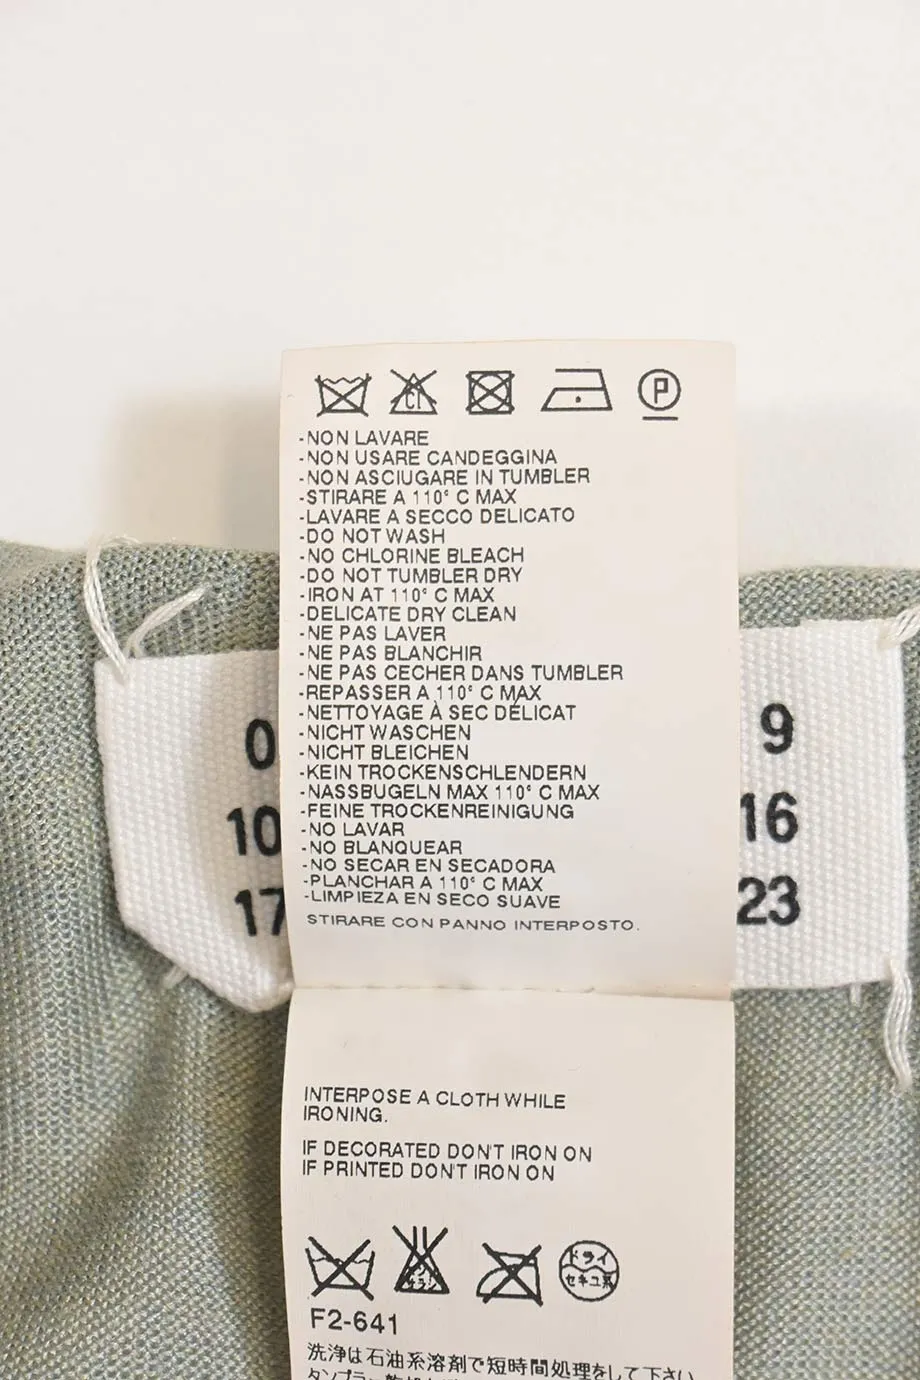 CL
P
-NON LAVARE
-NON USARE CANDEGGINA
-NON ASCIUGARE IN TUMBLER
-STIRARE A 110° C MAX
-LAVARE A SECCO DELICATO
-DO NOT WASH
-NO CHLORINE BLEACH
-DO NOT TUMBLER DRY
-IRON AT 110° C MAX
-DELICATE DRY CLEAN
-NE PAS LAVER
-NE PAS BLANCHIR
-NE PAS CECHER DANS TUMBLER
-REPASSER A 110° C MAX
-NETTOYAGE À SEC DÉLICAT
-NICHT WASCHEN
-NICHT BLEICHEN
-KEIN TROCKENSCHLENDERN
-NASSBUGELN MAX 110° C MAX
-FEINE TROCKENREINIGUNG
-NO LAVAR
-NO BLANQUEAR
-NO SECAR EN SECADORA
-PLANCHAR A 110° C MAX
-LIMPIEZA EN SECO SUAVE
STIRARE CON PANNO INTERPOSTO.
0 9
10 16
17 23
INTERPOSE A CLOTH WHILE
IRONING.
IF DECORATED DON'T IRON ON
IF PRINTED DON'T IRON ON
ドライ
セキユ系
F2-641
洗浄は石油系溶剤で短時間処理をして下さい